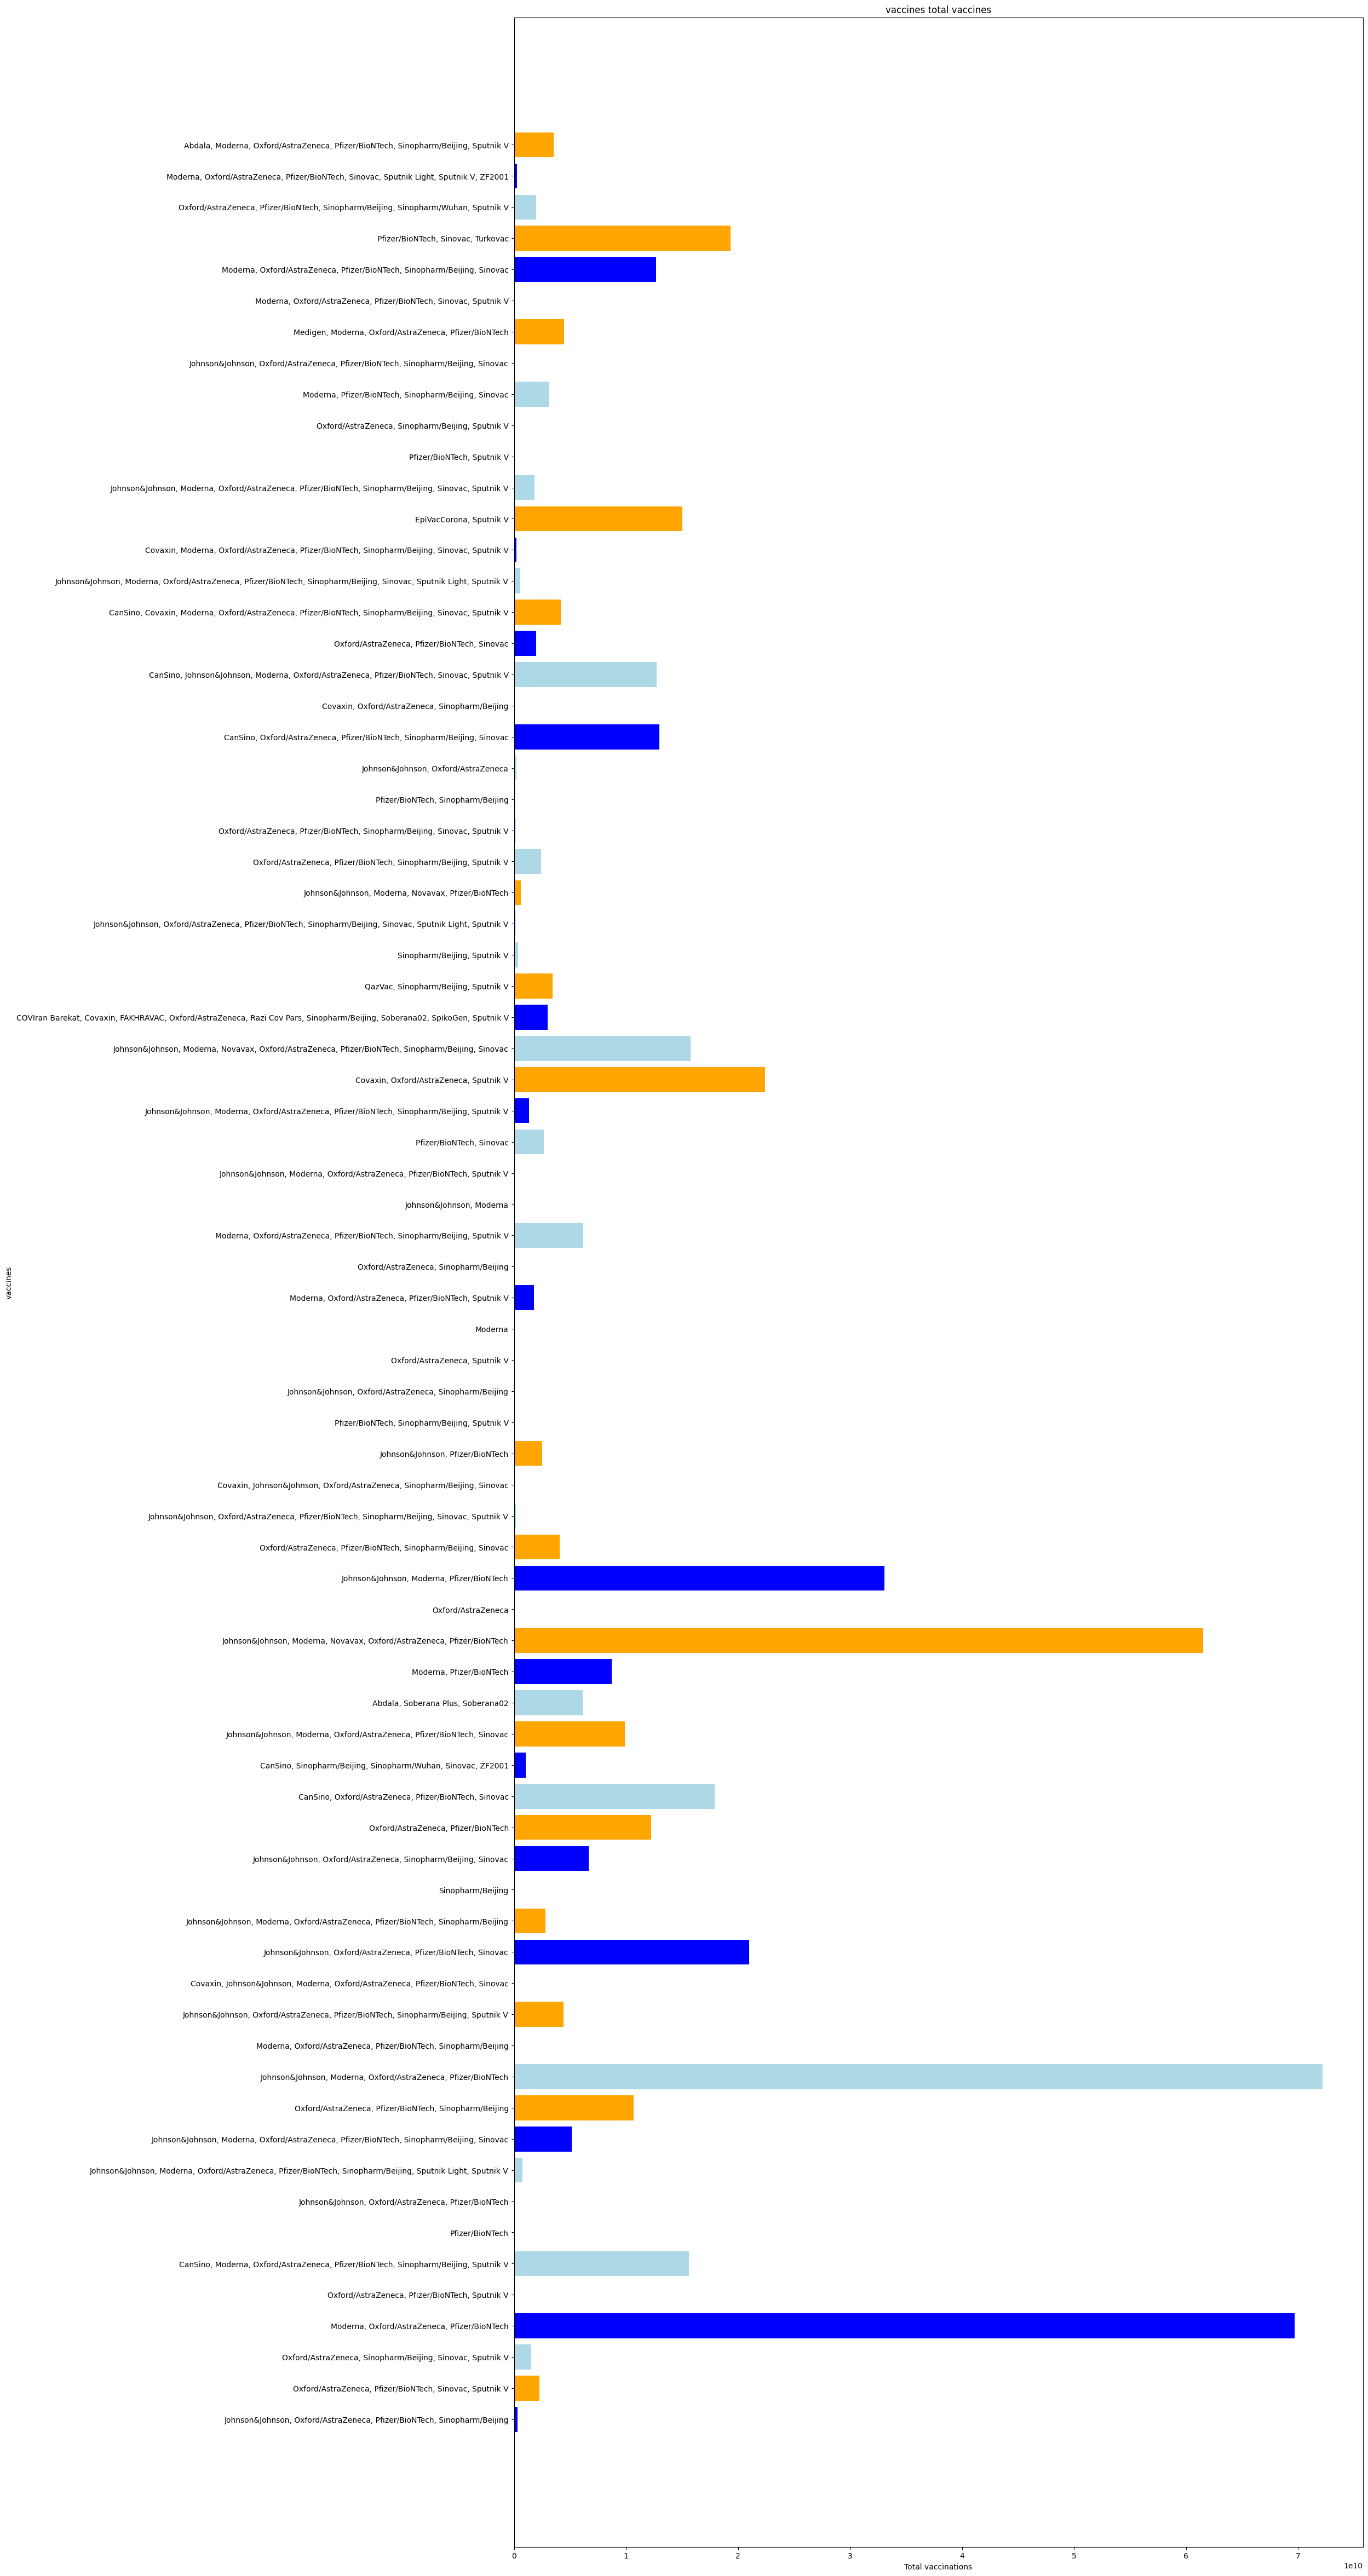 vaccines total vaccines
Abdala, Moderna, Oxford/AstraZeneca, Pfizer/BioNTech, Sinopharm/Beijing, Sputnik V
Moderna, Oxford/AstraZeneca, Pfizer/BioNTech, Sinovac, Sputnik Light, Sputnik V, ZF2001
Oxford/AstraZeneca, Pfizer/BioNTech, Sinopharm/Beijing, Sinopharm/Wuhan, Sputnik V
Pfizer/BioNTech, Sinovac, Turkovac
Moderna, Oxford/AstraZeneca, Pfizer/BioNTech, Sinopharm/Beijing, Sinovac
Moderna, Oxford/AstraZeneca, Pfizer/BioNTech, Sinovac, Sputnik V
Medigen, Moderna, Oxford/AstraZeneca, Pfizer/BioNTech
Johnson&Johnson, Oxford/AstraZeneca, Pfizer/BioNTech, Sinopharm/Beijing, Sinovac
Moderna, Pfizer/BioNTech, Sinopharm/Beijing, Sinovac
Oxford/AstraZeneca, Sinopharm/Beijing, Sputnik V
Pfizer/BioNTech, Sputnik V
Johnson&Johnson, Moderna, Oxford/AstraZeneca, Pfizer/BioNTech, Sinopharm/Beijing, Sinovac, Sputnik V
EpiVacCorona, Sputnik V
Covaxin, Moderna, Oxford/AstraZeneca, Pfizer/BioNTech, Sinopharm/Beijing, Sinovac, Sputnik V
Johnson&Johnson, Moderna, Oxford/AstraZeneca, Pfizer/BioNTech, Sinopharm/Beijing, Sinovac, Sputnik Light, Sputnik V
CanSino, Covaxin, Moderna, Oxford/AstraZeneca, Pfizer/BioNTech, Sinopharm/Beijing, Sinovac, Sputnik V
Oxford/AstraZeneca, Pfizer/BioNTech, Sinovac
CanSino, Johnson&Johnson, Moderna, Oxford/AstraZeneca, Pfizer/BioNTech, Sinovac, Sputnik V
Covaxin, Oxford/AstraZeneca, Sinopharm/Beijing
CanSino, Oxford/AstraZeneca, Pfizer/BioNTech, Sinopharm/Beijing, Sinovac
Johnson&Johnson, Oxford/AstraZeneca
Pfizer/BioNTech, Sinopharm/Beijing
Oxford/AstraZeneca, Pfizer/BioNTech, Sinopharm/Beijing, Sinovac, Sputnik V
Oxford/AstraZeneca, Pfizer/BioNTech, Sinopharm/Beijing, Sputnik V
Johnson&Johnson, Moderna, Novavax, Pfizer/BioNTech
Johnson&Johnson, Oxford/AstraZeneca, Pfizer/BioNTech, Sinopharm/Beijing, Sinovac, Sputnik Light, Sputnik V
Sinopharm/Beijing, Sputnik V
QazVac, Sinopharm/Beijing, Sputnik V
COVIran Barekat, Covaxin, FAKHRAVAC, Oxford/AstraZeneca, Razi Cov Pars, Sinopharm/Beijing, Soberana02, SpikoGen, Sputnik V
Johnson&Johnson, Moderna, Novavax, Oxford/AstraZeneca, Pfizer/BioNTech, Sinopharm/Beijing, Sinovac
Covaxin, Oxford/AstraZeneca, Sputnik V
Johnson&Johnson, Moderna, Oxford/AstraZeneca, Pfizer/BioNTech, Sinopharm/Beijing, Sputnik V
Pfizer/BioNTech, Sinovac
Johnson&Johnson, Moderna, Oxford/AstraZeneca, Pfizer/BioNTech, Sputnik V
Johnson&Johnson, Moderna
Moderna, Oxford/AstraZeneca, Pfizer/BioNTech, Sinopharm/Beijing, Sputnik V
Oxford/AstraZeneca, Sinopharm/Beijing
vaccines
Moderna, Oxford/AstraZeneca, Pfizer/BioNTech, Sputnik V
Moderna
Oxford/AstraZeneca, Sputnik V
Johnson&Johnson, Oxford/AstraZeneca, Sinopharm/Beijing
Pfizer/BioNTech, Sinopharm/Beijing, Sputnik V
Johnson&Johnson, Pfizer/BioNTech
Covaxin, Johnson&Johnson, Oxford/AstraZeneca, Sinopharm/Beijing, Sinovac
Johnson&Johnson, Oxford/AstraZeneca, Pfizer/BioNTech, Sinopharm/Beijing, Sinovac, Sputnik V
Oxford/AstraZeneca, Pfizer/BioNTech, Sinopharm/Beijing, Sinovac
Johnson&Johnson, Moderna, Pfizer/BioNTech
Oxford/AstraZeneca
Johnson&Johnson, Moderna, Novavax, Oxford/AstraZeneca, Pfizer/BioNTech
Moderna, Pfizer/BioNTech
Abdala, Soberana Plus, Soberana02
Johnson&Johnson, Moderna, Oxford/AstraZeneca, Pfizer/BioNTech, Sinovac
CanSino, Sinopharm/Beijing, Sinopharm/Wuhan, Sinovac, ZF2001
CanSino, Oxford/AstraZeneca, Pfizer/BioNTech, Sinovac
Oxford/AstraZeneca, Pfizer/BioNTech
Johnson&Johnson, Oxford/AstraZeneca, Sinopharm/Beijing, Sinovac
Sinopharm/Beijing
Johnson&Johnson, Moderna, Oxford/AstraZeneca, Pfizer/BioNTech, Sinopharm/Beijing
Johnson&Johnson, Oxford/AstraZeneca, Pfizer/BioNTech, Sinovac
Covaxin, Johnson&Johnson, Moderna, Oxford/AstraZeneca, Pfizer/BioNTech, Sinovac
Johnson&Johnson, Oxford/AstraZeneca, Pfizer/BioNTech, Sinopharm/Beijing, Sputnik V
Moderna, Oxford/AstraZeneca, Pfizer/BioNTech, Sinopharm/Beijing
Johnson&Johnson, Moderna, Oxford/AstraZeneca, Pfizer/BioNTech
Oxford/AstraZeneca, Pfizer/BioNTech, Sinopharm/Beijing
Johnson&Johnson, Moderna, Oxford/AstraZeneca, Pfizer/BioNTech, Sinopharm/Beijing, Sinovac
Johnson&Johnson, Moderna, Oxford/AstraZeneca, Pfizer/BioNTech, Sinopharm/Beijing, Sputnik Light, Sputnik V
Johnson&Johnson, Oxford/AstraZeneca, Pfizer/BioNTech
Pfizer/BioNTech
CanSino, Moderna, Oxford/AstraZeneca, Pfizer/BioNTech, Sinopharm/Beijing, Sputnik V
Oxford/AstraZeneca, Pfizer/BioNTech, Sputnik V
Moderna, Oxford/AstraZeneca, Pfizer/BioNTech
Oxford/AstraZeneca, Sinopharm/Beijing, Sinovac, Sputnik V
Oxford/AstraZeneca, Pfizer/BioNTech, Sinovac, Sputnik V
Johnson&Johnson, Oxford/AstraZeneca, Pfizer/BioNTech, Sinopharm/Beijing
0 1 2 3 4 5 6 7
1e10
Total vaccinations